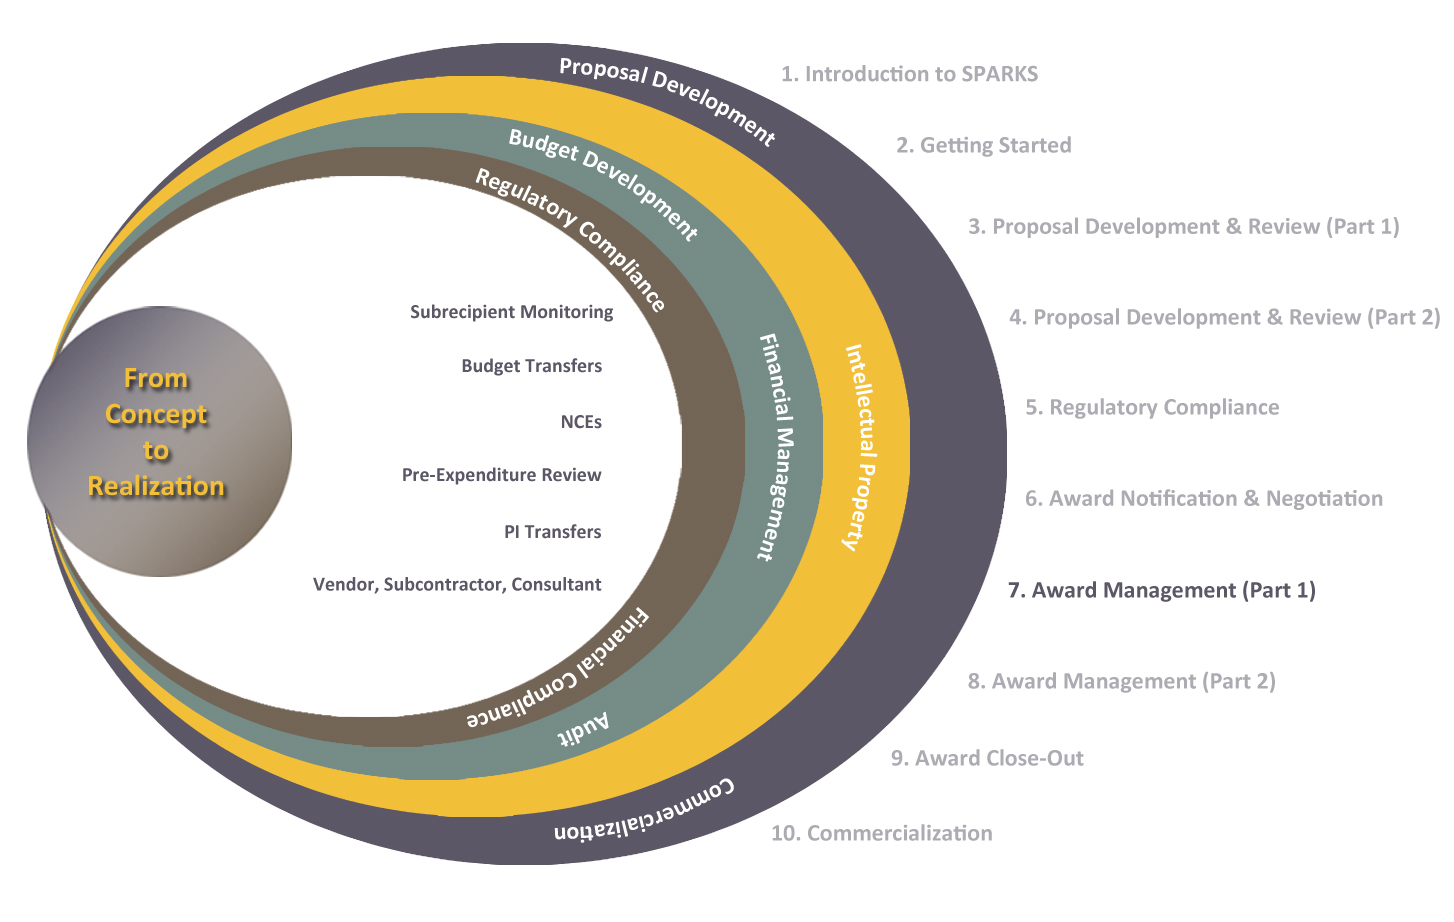 Proposal Development
Budget Development
Regulatory Compliance
Financial Management
Intellectual Property
Financial Compliance
Audit
Commercialization
From
Concept
to
Realization
Subrecipient Monitoring
Budget Transfers
NCEs
Pre-Expenditure Review
PI Transfers
Vendor, Subcontractor, Consultant
1. Introduction to SPARKS
2. Getting Started
3. Proposal Development & Review (Part 1)
4. Proposal Development & Review (Part 2)
5. Regulatory Compliance
6. Award Notification & Negotiation
7. Award Management (Part 1)
8. Award Management (Part 2)
9. Award Close-Out
10. Commercialization